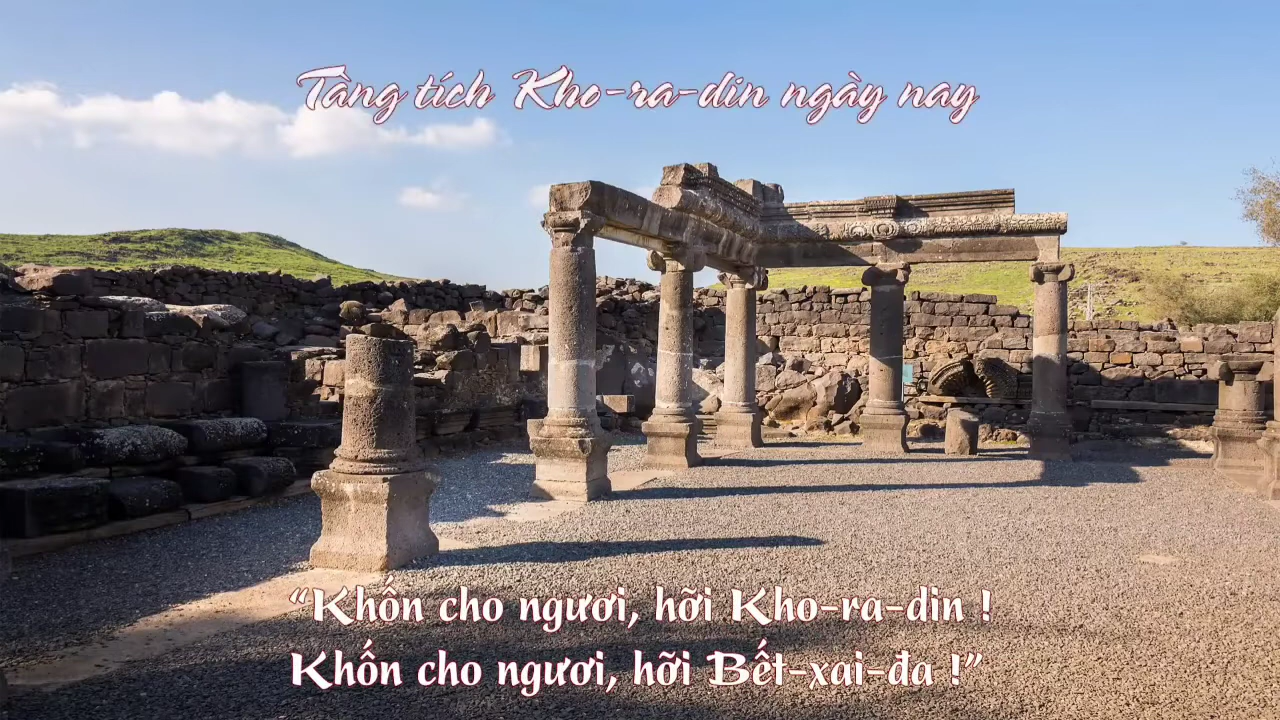 Tàng tích Kho-ra-din ngày nay
“Khốn cho ngươi, hỡi Kho-ra-din !
Khốn cho ngươi, hỡi Bết-xai-đa !”